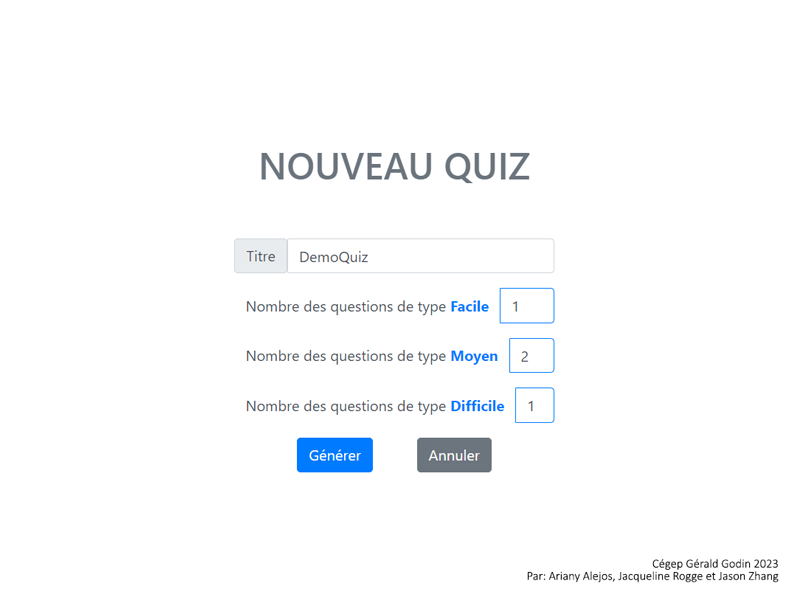 NOUVEAU QUIZ
Titre DemoQuiz
Nombre des questions de type Facile 1
Nombre des questions de type Moyen 2
Nombre des questions de type Difficile 1
Générer Annuler
Cégep Gérald Godin 2023
Par: Ariany Alejos, Jacqueline Rogge et Jason Zhang